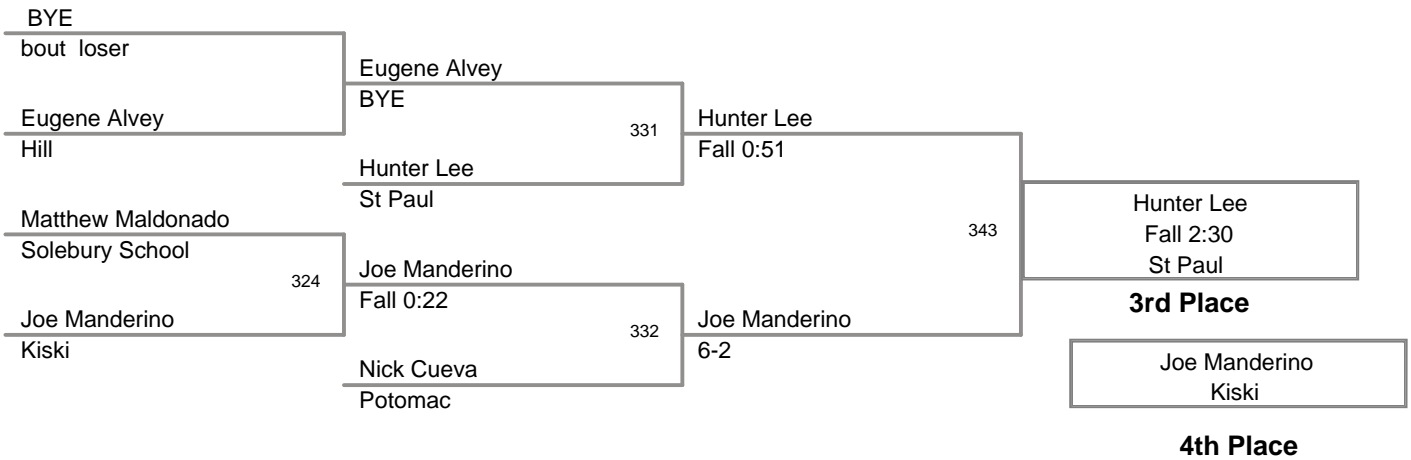 BYE
bout loser
Eugene Alvey
BYE
Eugene Alvey
Hill
331
Hunter Lee
Fall 0:51
Hunter Lee
St Paul
Matthew Maldonado
Solebury School
324
Joe Manderino
Fall 0:22
Joe Manderino
Kiski
332
Joe Manderino
6-2
Nick Cueva
Potomac
343
Hunter Lee
Fall 2:30
St Paul
3rd Place
Joe Manderino
Kiski
4th Place